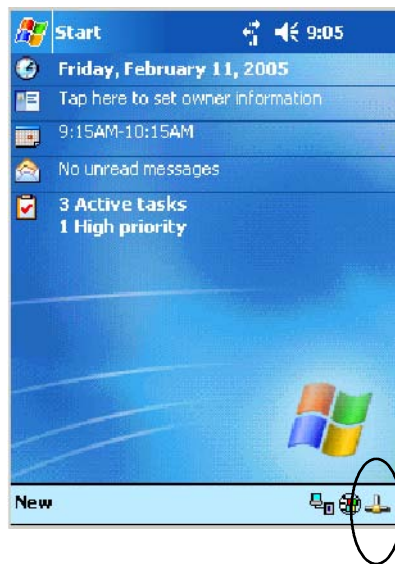 Start 9:05
Friday, February 11, 2005
Tap here to set owner information
9:15AM-10:15AM
No unread messages
3 Active tasks
1 High priority
New